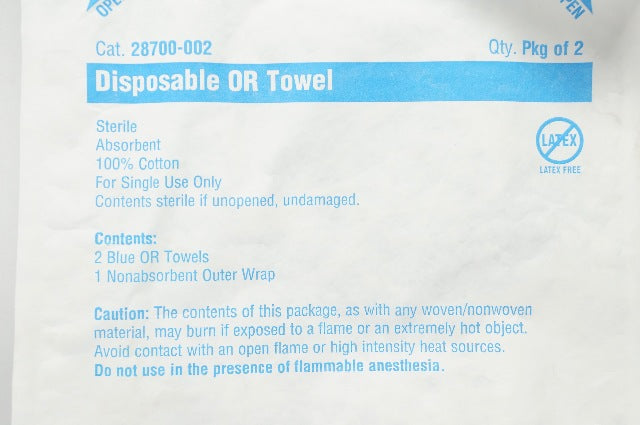 OPEN
OPEN
Cat. 28700-002
Qty. Pkg of 2
Disposable OR Towel
Sterile
Absorbent
100% Cotton
For Single Use Only
Contents sterile if unopened, undamaged.
LATEX
LATEX FREE
Contents:
2 Blue OR Towels
1 Nonabsorbent Outer Wrap
Caution: The contents of this package, as with any woven/nonwoven
material, may burn if exposed to a flame or an extremely hot object.
Avoid contact with an open flame or high intensity heat sources.
Do not use in the presence of flammable anesthesia.